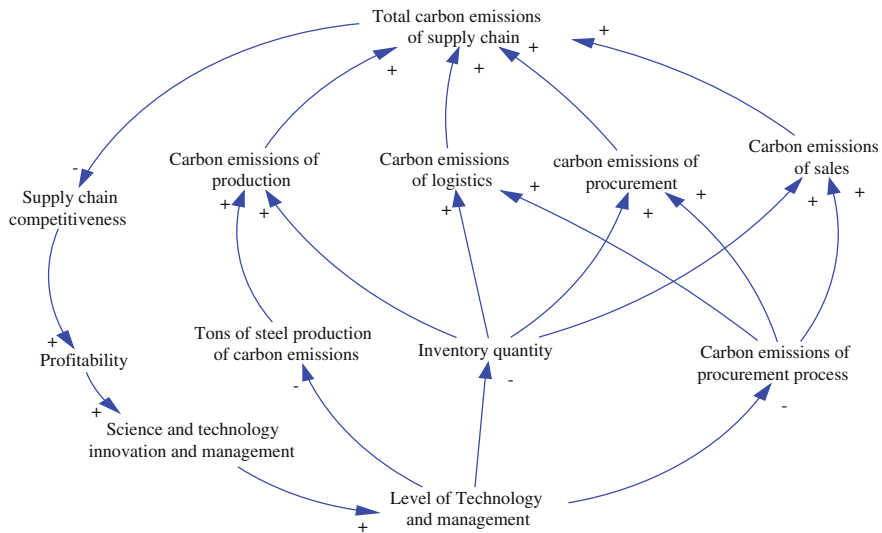 Total carbon emissions
of supply chain
+
+
+
+
+
-
Carbon emissions of
production
Carbon emissions
of logistics
carbon emissions of
procurement
Carbon emissions
of sales
Supply chain
competitiveness
+
+
+
+
+
+
+
+
+
Profitability
Tons of steel production
of carbon emissions
Inventory quantity
Carbon emissions of
procurement process
-
-
-
+
Science and technology
innovation and management
Level of Technology
and management
+